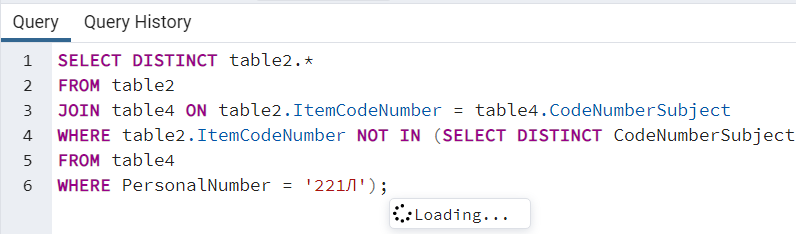 Query Query History
1 SELECT DISTINCT table2.*
2 FROM table2
3 JOIN table4 ON table2.ItemCodeNumber = table4.CodeNumberSubject
4 WHERE table2.ItemCodeNumber NOT IN (SELECT DISTINCT CodeNumberSubject
5 FROM table4
6 WHERE PersonalNumber = '221Л');
Loading...